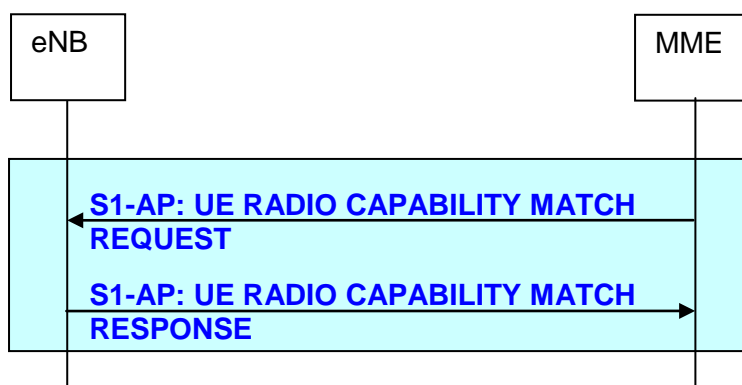 eNB
MME
S1-AP: UE RADIO CAPABILITY MATCH
REQUEST
S1-AP: UE RADIO CAPABILITY MATCH
RESPONSE